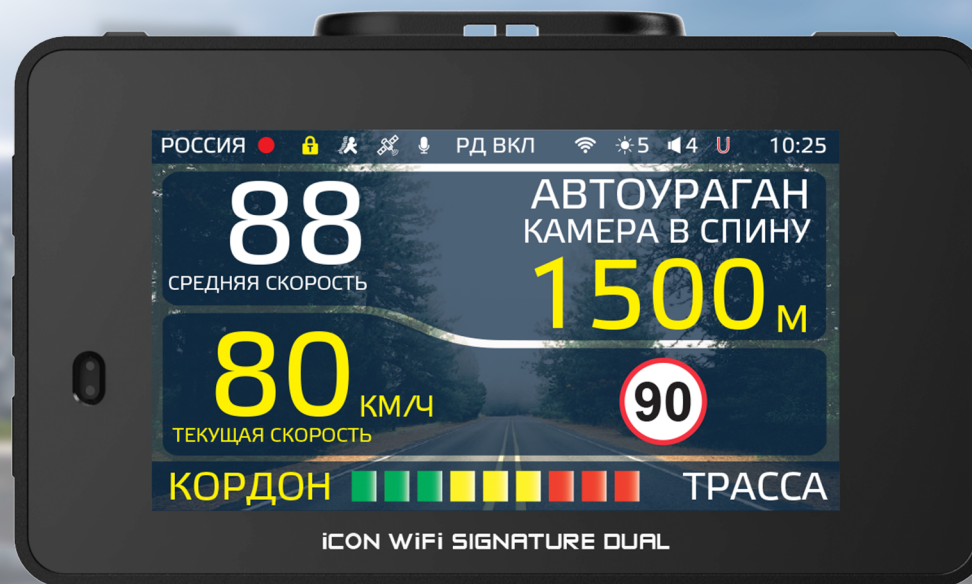 РОССИЯ РД ВКЛ 5 4 10:25
88
СРЕДНЯЯ СКОРОСТЬ
АВТОУРАГАН
КАМЕРА В СПИНУ
1500 м
80 КМ/Ч
ТЕКУЩАЯ СКОРОСТЬ
90
КОРДОН ТРАССА
iCON WiFi SIGNATURE DUAL